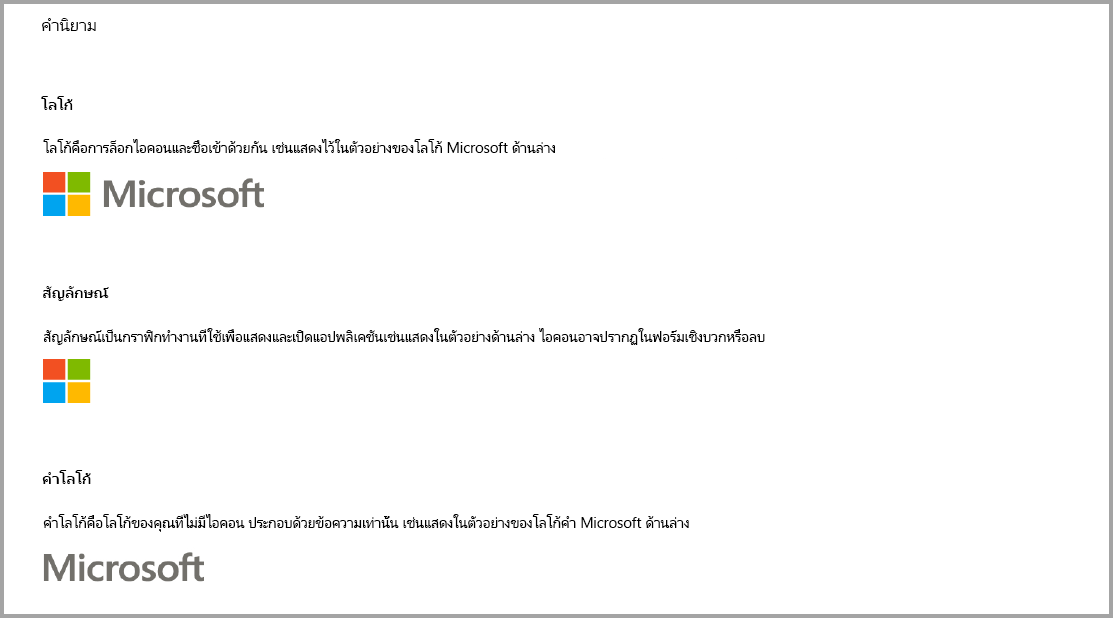 คำนิยาม
โลโก้
โลโก้คือการล็อกไอคอนและชื่อเข้าด้วยกัน เช่นแสดงไว้ในตัวอย่างของโลโก้ Microsoft ด้านล่าง
Microsoft
สัญลักษณ์
สัญลักษณ์เป็นกราฟิกทำงานที่ใช้เพื่อแสดงและเปิดแอปพลิเคชันเช่นแสดงในตัวอย่างด้านล่าง ไอคอนอาจปรากฏในฟอร์มเชิงบวกหรือลบ
คำโลโก้
คำโลโก้คือโลโก้ของคุณที่ไม่มีไอคอน ประกอบด้วยข้อความเท่านั้น เช่นแสดงในตัวอย่างของโลโก้คำ Microsoft ด้านล่าง
Microsoft